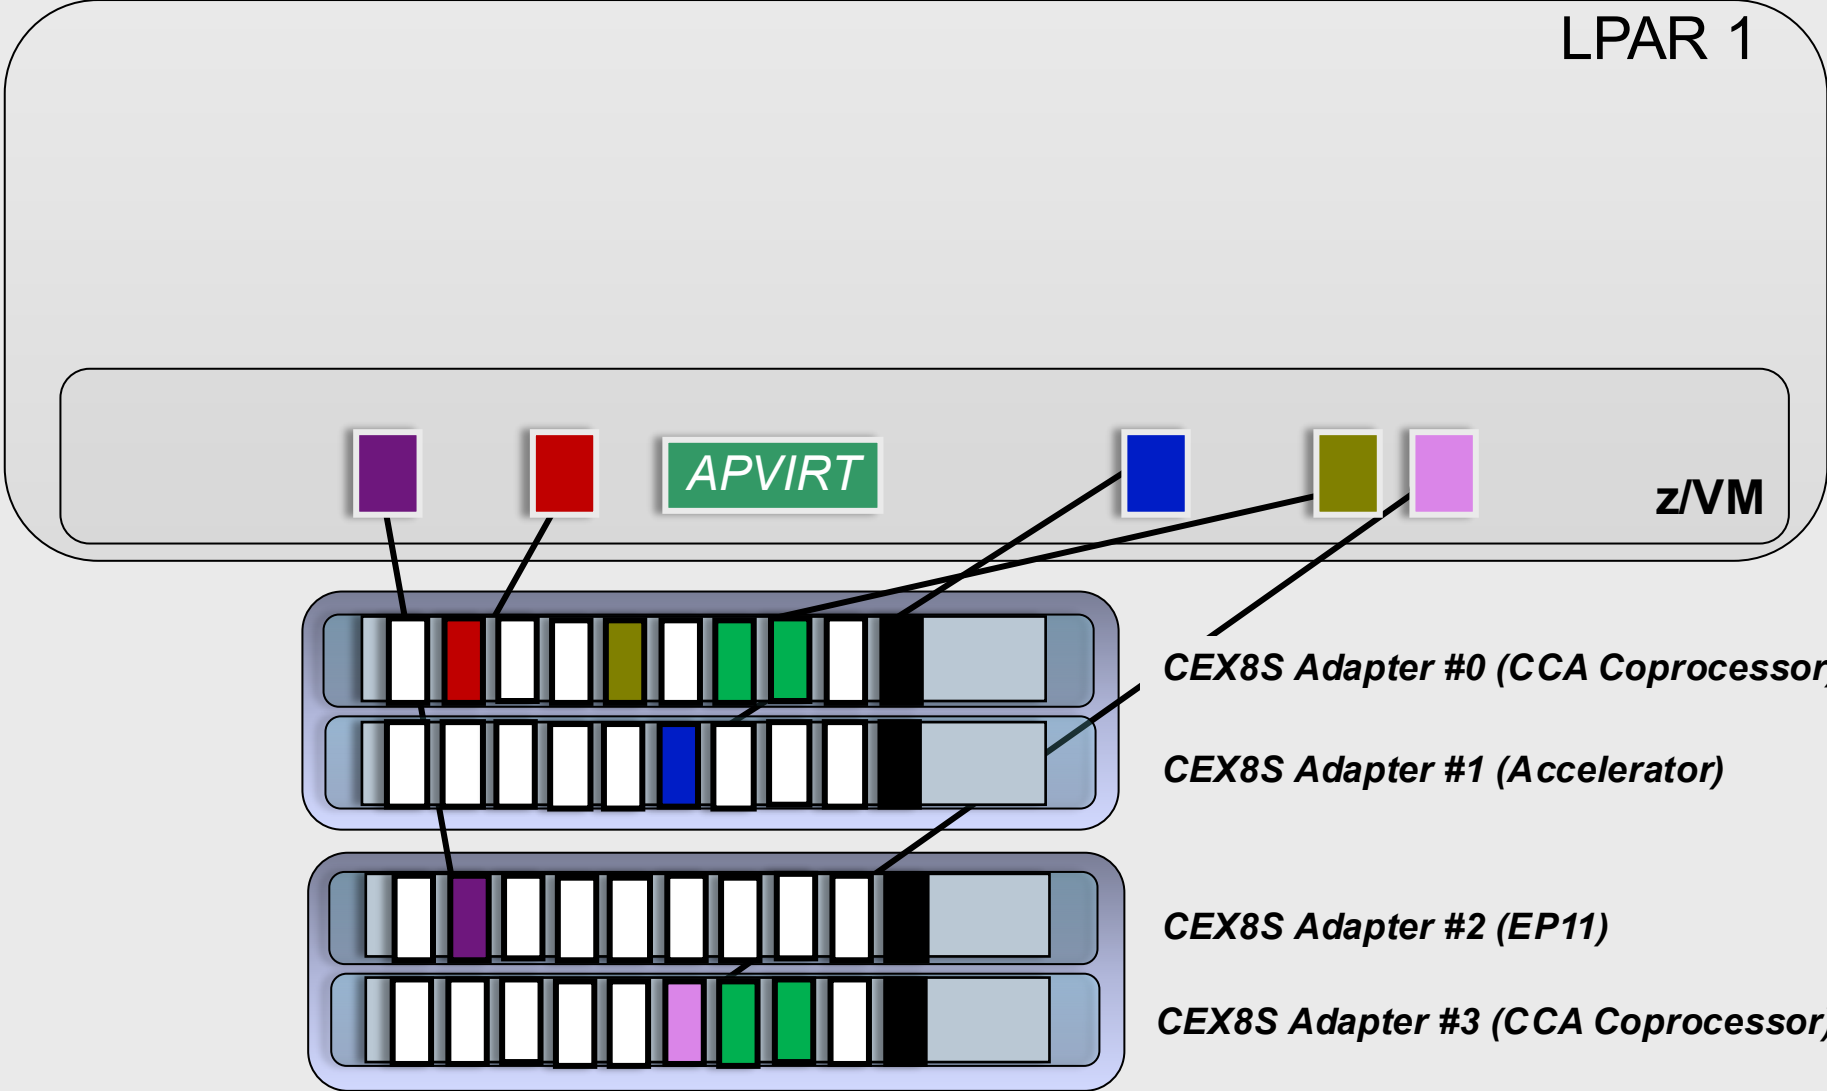 LPAR 1
APVIRT
z/VM
CEX8S Adapter #0 (CCA Coprocessor)
CEX8S Adapter #1 (Accelerator)
CEX8S Adapter #2 (EP11)
CEX8S Adapter #3 (CCA Coprocessor)